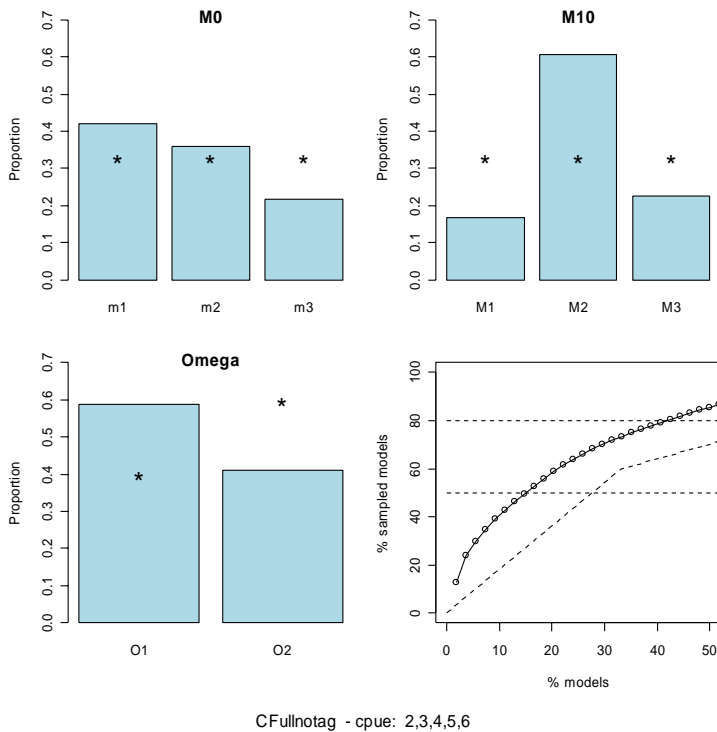 M0
Proportion
0.0 0.1 0.2 0.3 0.4 0.5 0.6 0.7
* * *
m1 m2 m3
M10
Proportion
0.0 0.1 0.2 0.3 0.4 0.5 0.6 0.7
* * *
M1 M2 M3
Omega
Proportion
0.0 0.1 0.2 0.3 0.4 0.5 0.6 0.7
* *
O1 O2
% sampled models
0 20 40 60 80 100
0 10 20 30 40 50
% models
CFullnotag - cpue: 2,3,4,5,6